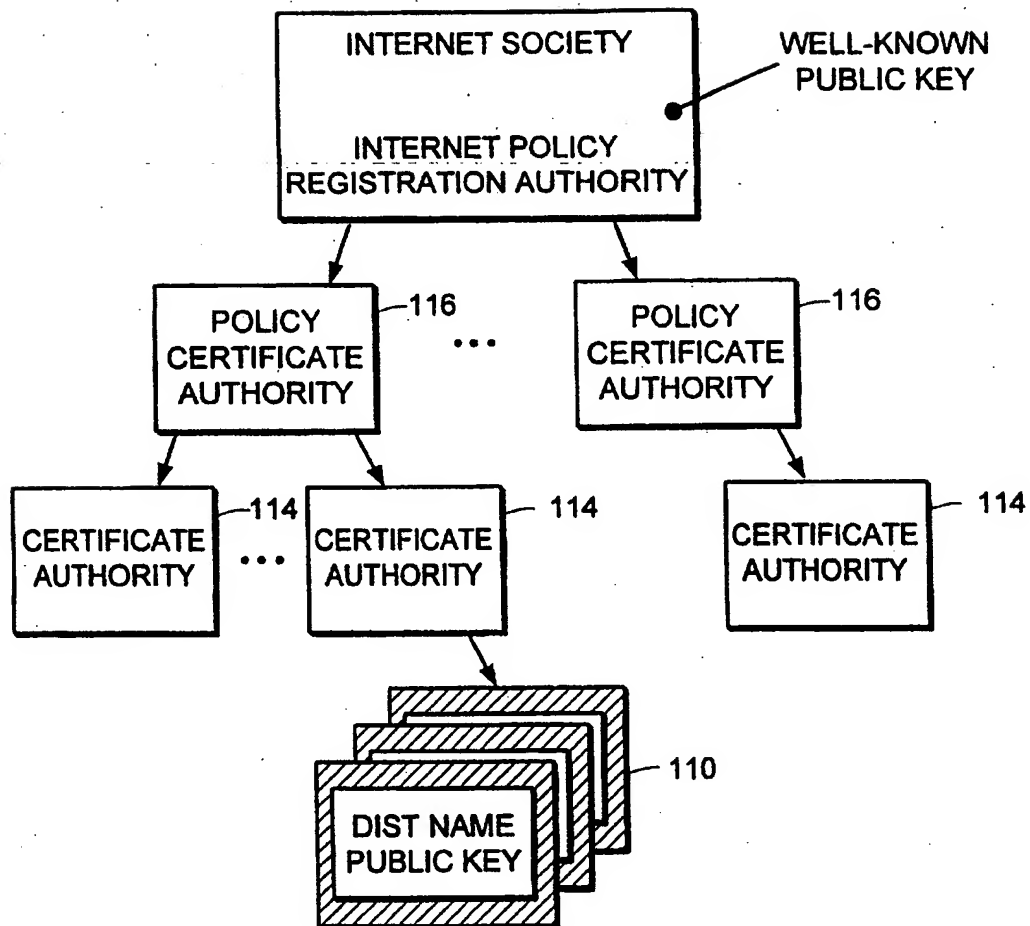 INTERNET SOCIETY
INTERNET POLICY
REGISTRATION AUTHORITY
WELL-KNOWN
PUBLIC KEY
POLICY
CERTIFICATE
AUTHORITY
116
...
POLICY
CERTIFICATE
AUTHORITY
116
CERTIFICATE
AUTHORITY
114
...
CERTIFICATE
AUTHORITY
114
CERTIFICATE
AUTHORITY
114
DIST NAME
PUBLIC KEY
110